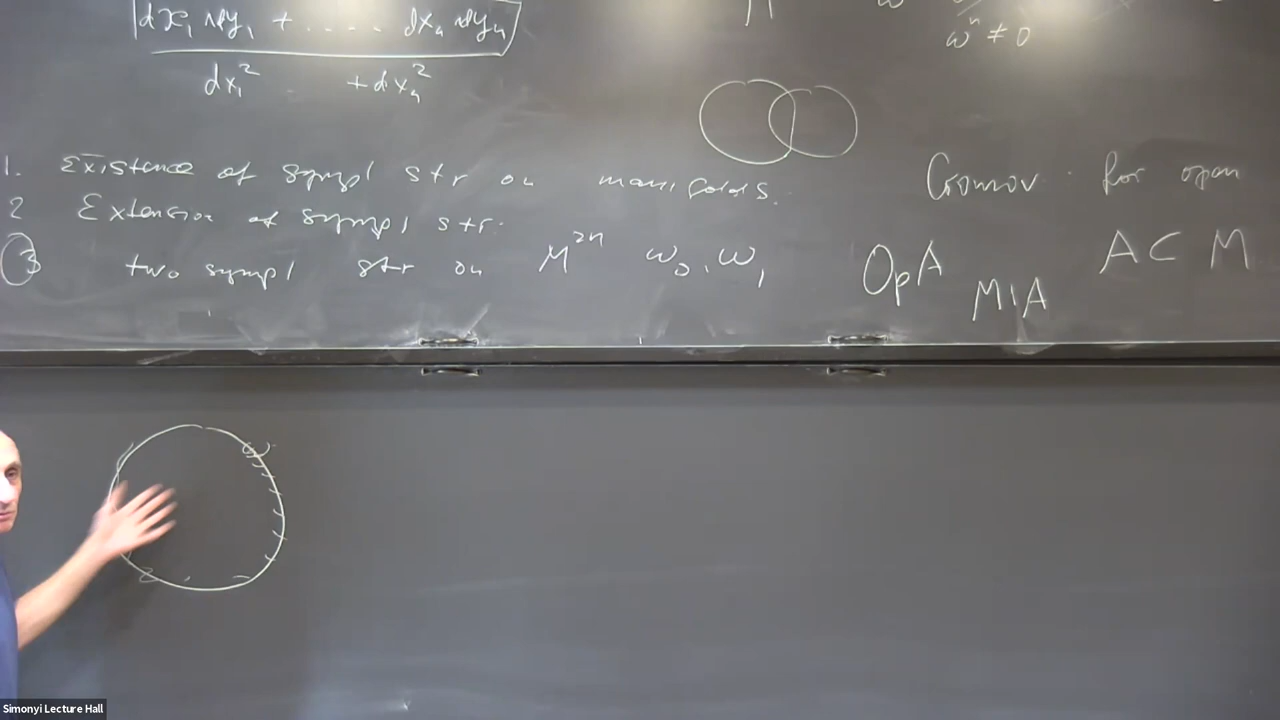 dx₁∧dy₁ + ..... dxₙ∧dyₙ
dx₁² .. +dxₙ²
ωⁿ ≠ 0
1. Existence of sympl str on manifolds.
2 Extension of sympl str.
3 two sympl str on M²ⁿ ω₀, ω₁
Gromov . for open
OpA
M\A
A C M
Simonyi Lecture Hall